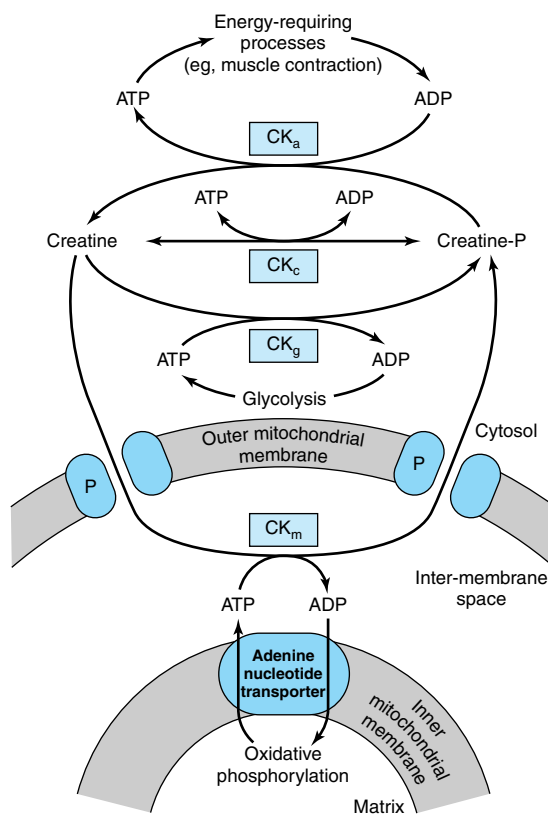 Energy-requiring
processes
(eg, muscle contraction)
ATP
ADP
CKa
ATP
ADP
Creatine
Creatine-P
CKc
CKg
ATP
ADP
Glycolysis
Cytosol
Outer mitochondrial
membrane
P
P
CKm
Inter-membrane
space
ATP
ADP
Adenine
nucleotide
transporter
Inner
mitochondrial
membrane
Oxidative
phosphorylation
Matrix